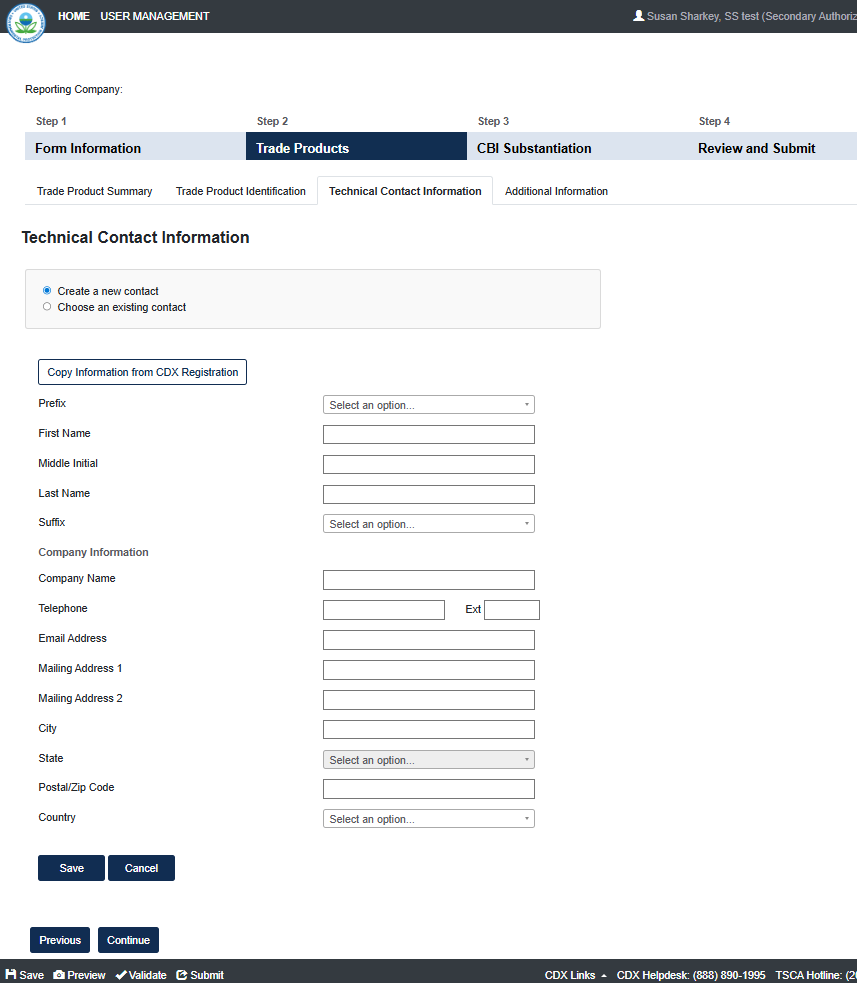 HOME USER MANAGEMENT Susan Sharkey, SS test (Secondary Authoriz
Reporting Company:
Step 1 Step 2 Step 3 Step 4
Form Information Trade Products CBI Substantiation Review and Submit
Trade Product Summary Trade Product Identification Technical Contact Information Additional Information
Technical Contact Information
Create a new contact
Choose an existing contact
Copy Information from CDX Registration
Prefix Select an option...
First Name
Middle Initial
Last Name
Suffix Select an option...
Company Information
Company Name
Telephone Ext
Email Address
Mailing Address 1
Mailing Address 2
City
State Select an option...
Postal/Zip Code
Country Select an option...
Save Cancel
Previous Continue
Save Preview Validate Submit CDX Links CDX Helpdesk: (888) 890-1995 TSCA Hotline: (2